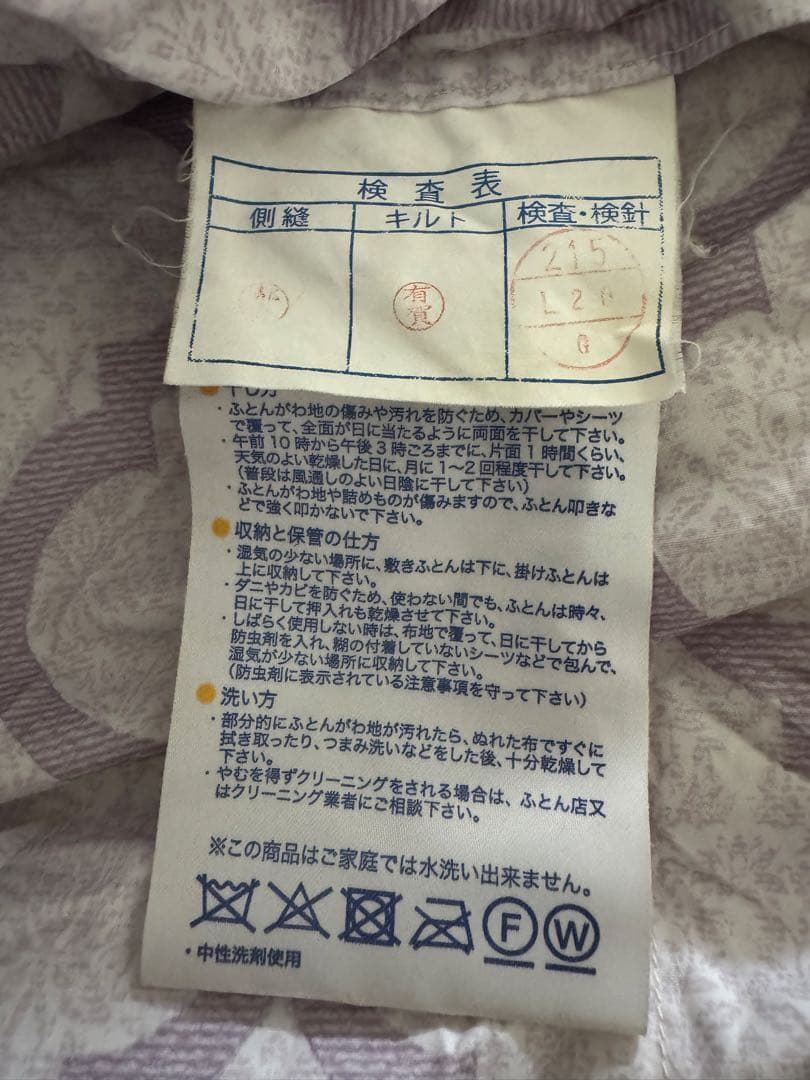 検査表
側縫 キルト 検査・検針
有賀 215
L20
G
干し方
・ふとんがわ地の傷みや汚れを防ぐため、カバーやシーツ
で覆って、全面が日に当たるように両面を干して下さい。
・午前10時から午後3時ごろまでに、片面1時間くらい、
天気のよい乾燥した日に、月に1〜2回程度干して下さい。
（普段は風通しのよい日陰に干して下さい）
・ふとんがわ地や詰めものが傷みますので、ふとん叩きな
どで強く叩かないで下さい。
収納と保管の仕方
・湿気の少ない場所に、敷きふとんは下に、掛けふとんは
上に収納して下さい。
・ダニやカビを防ぐため、使わない間でも、ふとんは時々、
日に干して押入れも乾燥させて下さい。
・しばらく使用しない時は、布地で覆って、日に干してから
防虫剤を入れ、糊の付着していないシーツなどで包んで、
湿気が少ない場所に収納して下さい。
（防虫剤に表示されている注意事項を守って下さい）
洗い方
・部分的にふとんがわ地が汚れたら、ぬれた布ですぐに
拭き取ったり、つまみ洗いなどをした後、十分乾燥して
下さい。
・やむを得ずクリーニングをされる場合は、ふとん店又
はクリーニング業者にご相談下さい。
※この商品はご家庭では水洗い出来ません。
F W
・中性洗剤使用